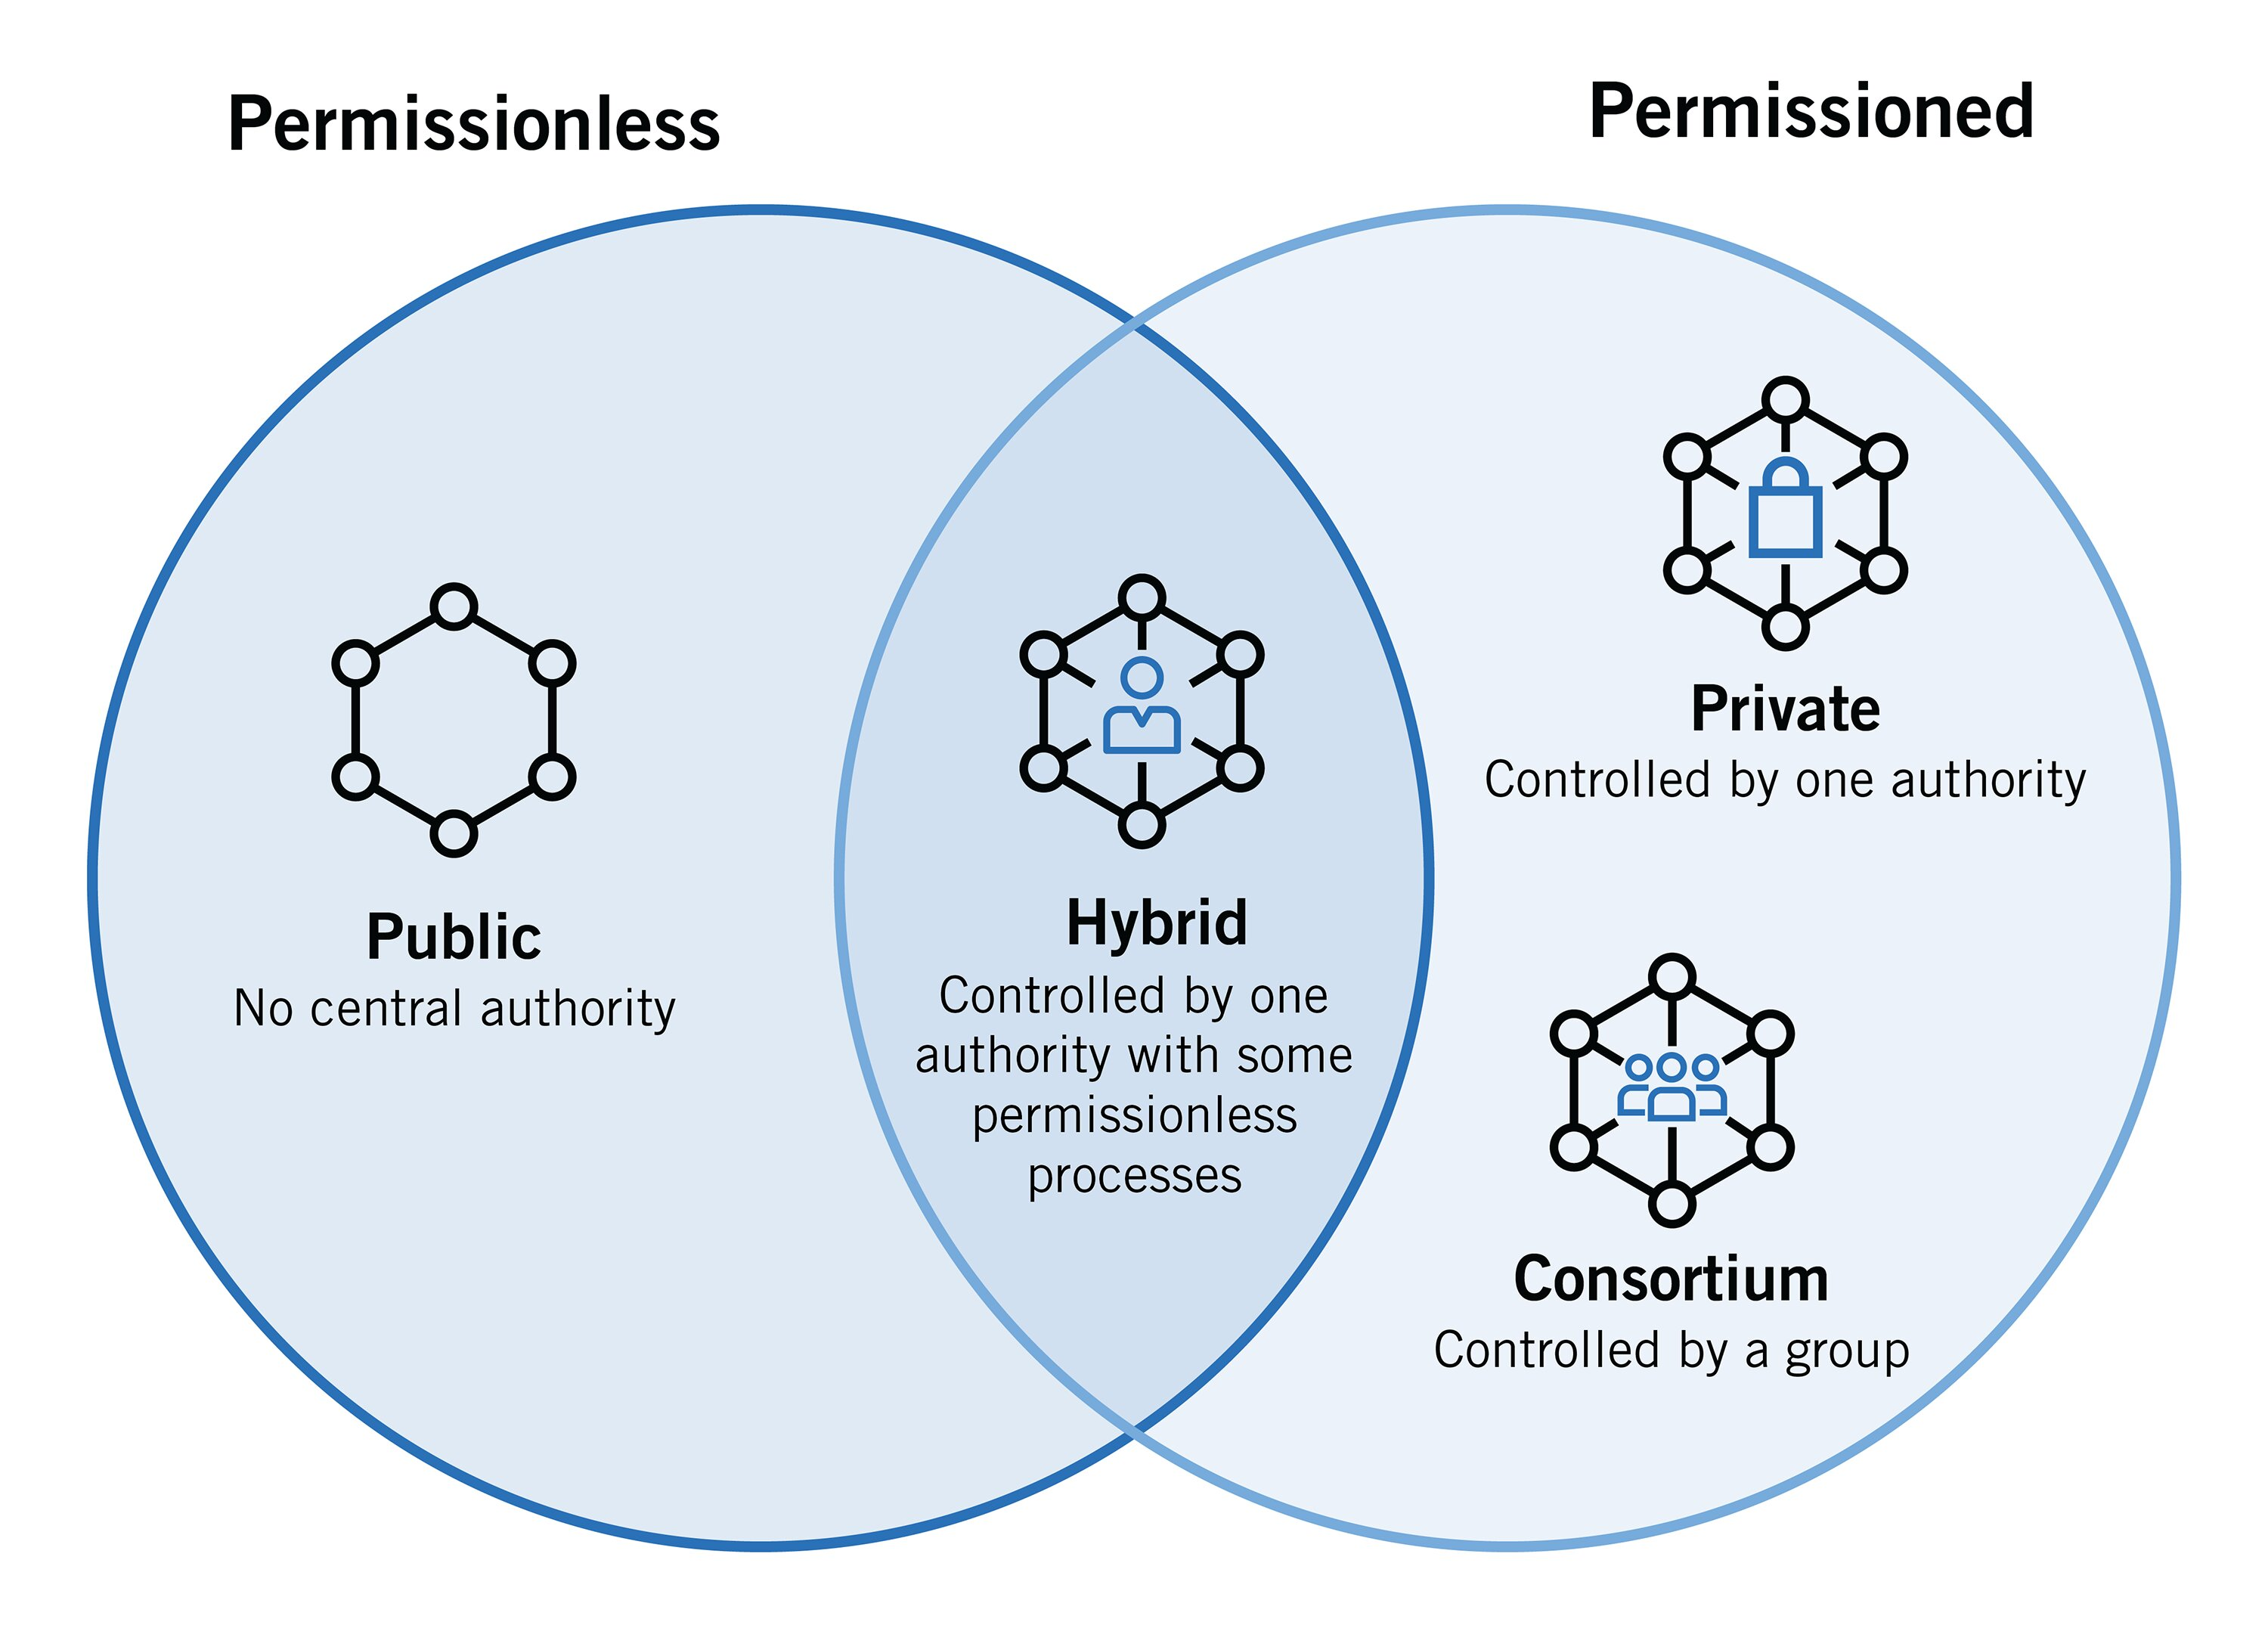 Permissionless
Permissioned
Public
No central authority
Hybrid
Controlled by one
authority with some
permissionless
processes
Private
Controlled by one authority
Consortium
Controlled by a group